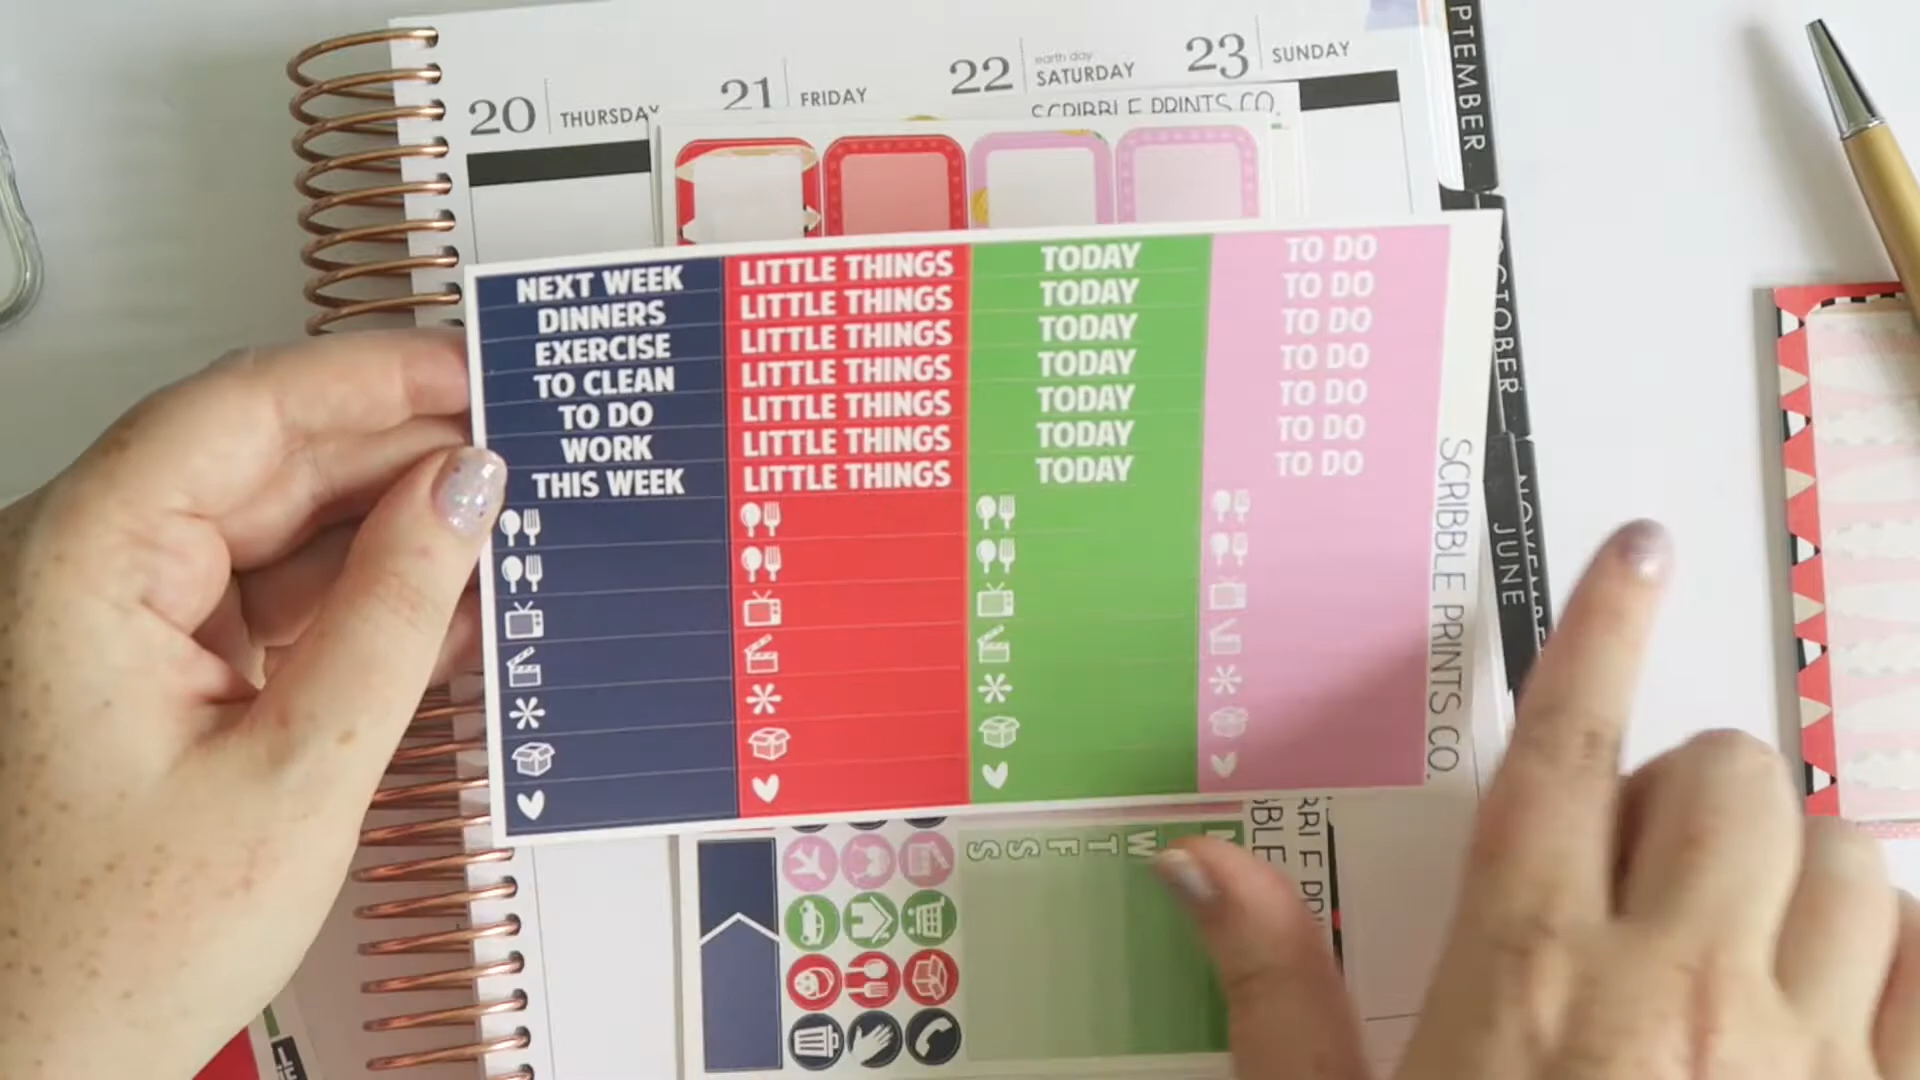 20 THURSDAY
21 FRIDAY
22 earth day SATURDAY
23 SUNDAY
SCRIBBLE PRINTS CO.
NEXT WEEK
DINNERS
EXERCISE
TO CLEAN
TO DO
WORK
THIS WEEK
LITTLE THINGS
LITTLE THINGS
LITTLE THINGS
LITTLE THINGS
LITTLE THINGS
LITTLE THINGS
LITTLE THINGS
TODAY
TODAY
TODAY
TODAY
TODAY
TODAY
TODAY
TO DO
TO DO
TO DO
TO DO
TO DO
TO DO
TO DO
SCRIBBLE PRINTS CO.
PTEMBER
OCTOBER
NOVEMBE
JUNE
W
T
F
S
S